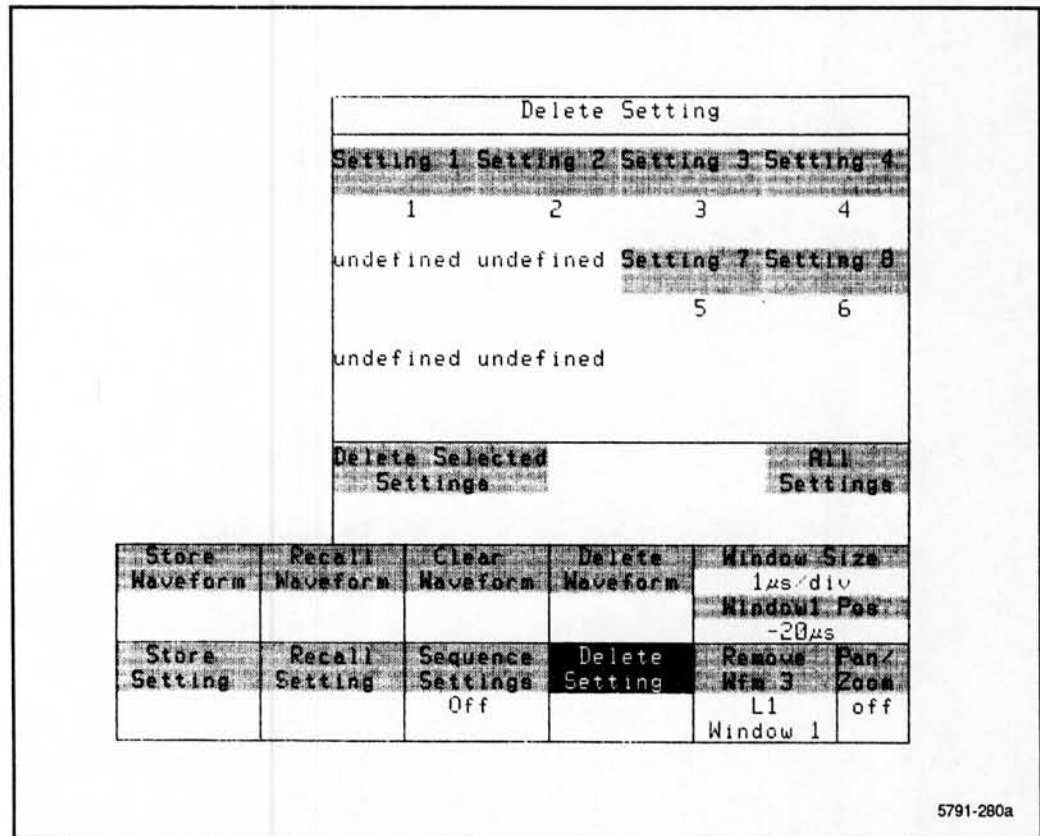 Delete Setting
Setting 1 Setting 2 Setting 3 Setting 4
1 2 3 4
undefined undefined Setting 7 Setting 8
5 6
undefined undefined
Delete Selected Settings
All Settings
Store Waveform
Recall Waveform
Clear Waveform
Delete Waveform
Window Size
1µs/div
Window1 Pos
-20µs
Store Setting
Recall Setting
Sequence Settings
Off
Delete Setting
Remove Wfm 3
L1
Window 1
Pan/ Zoom
off
5791-280a